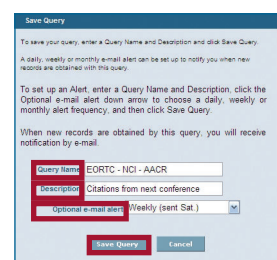 Save Query
To save your query, enter a Query Name and Description and click Save Query.
A daily, weekly or monthly e-mail alert can be set up to notify you when new
records are obtained with this query.
To set up an Alert, enter a Query Name and Description, click the
Optional e-mail alert down arrow to choose a daily, weekly or
monthly alert frequency, and then click Save Query.
When new records are obtained by this query, you will receive
notification by e-mail.
Query Name EORTC - NCI - AACR
Description Citations from next conference
Optional e-mail alert Weekly (sent Sat.)
Save Query Cancel